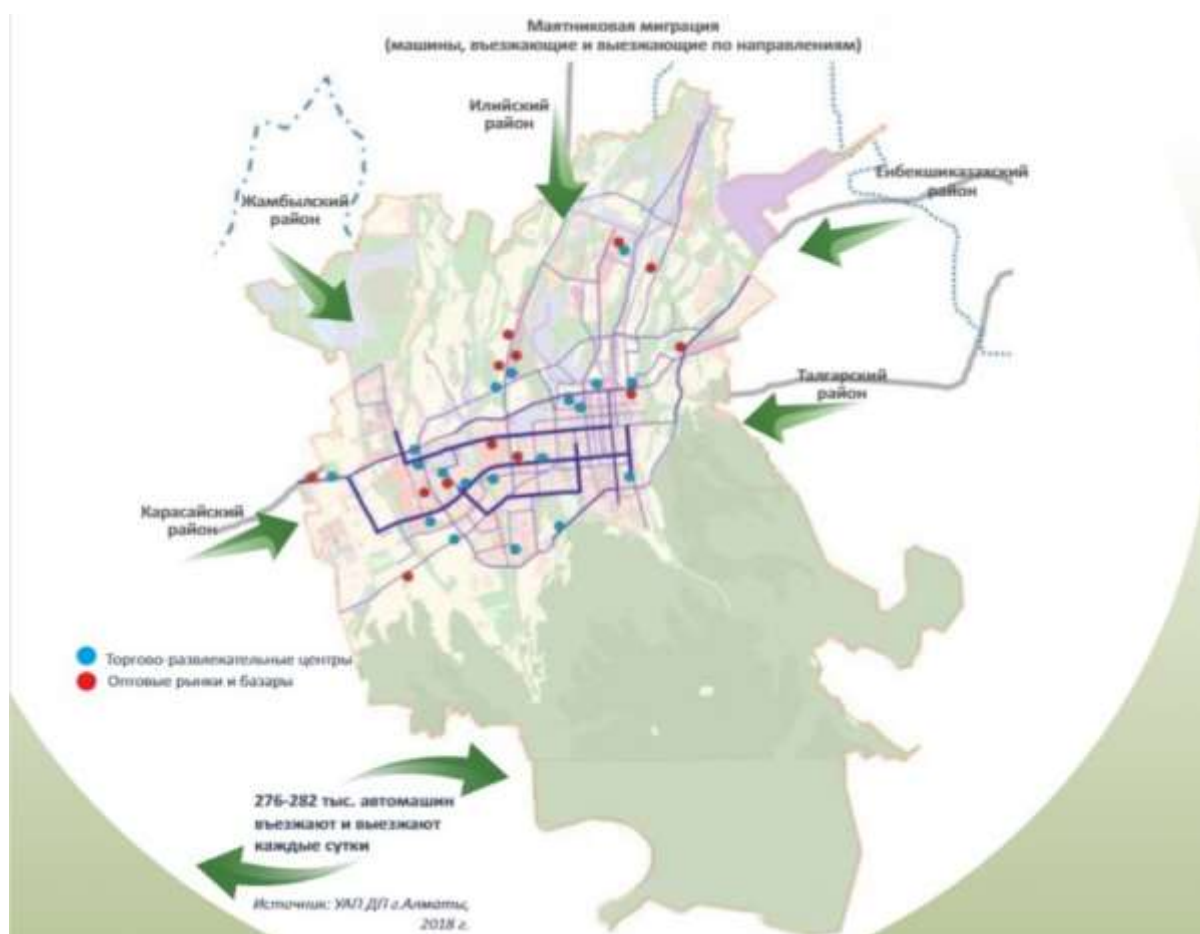 Маятниковая миграция
(машины, въезжающие и выезжающие по направлениям)
Илийский
район
Енбекшиказахский
район
Жамбылский
район
Талгарский
район
Карасайский
район
Торгово-развлекательные центры
Оптовые рынки и базары
276-282 тыс. автомашин
въезжают и выезжают
каждые сутки
Источник: УАП ДП г.Алматы,
2018 г.